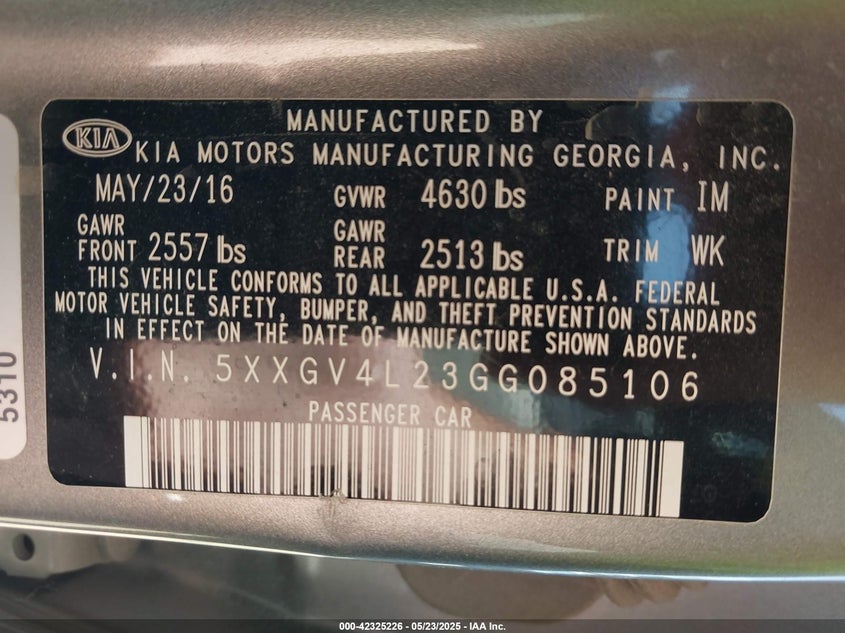 MANUFACTURED BY
KIA KIA MOTORS MANUFACTURING GEORGIA, INC.
MAY/23/16 GVWR 4630 lbs PAINT IM
GAWR FRONT 2557 lbs GAWR REAR 2513 lbs TRIM WK
THIS VEHICLE CONFORMS TO ALL APPLICABLE U.S.A. FEDERAL
MOTOR VEHICLE SAFETY, BUMPER, AND THEFT PREVENTION STANDARDS
IN EFFECT ON THE DATE OF MANUFACTURE SHOWN ABOVE.
V.I.N. 5XXGV4L23GG085106
PASSENGER CAR
5310
000-42325226 - 05/23/2025 - IAA Inc.